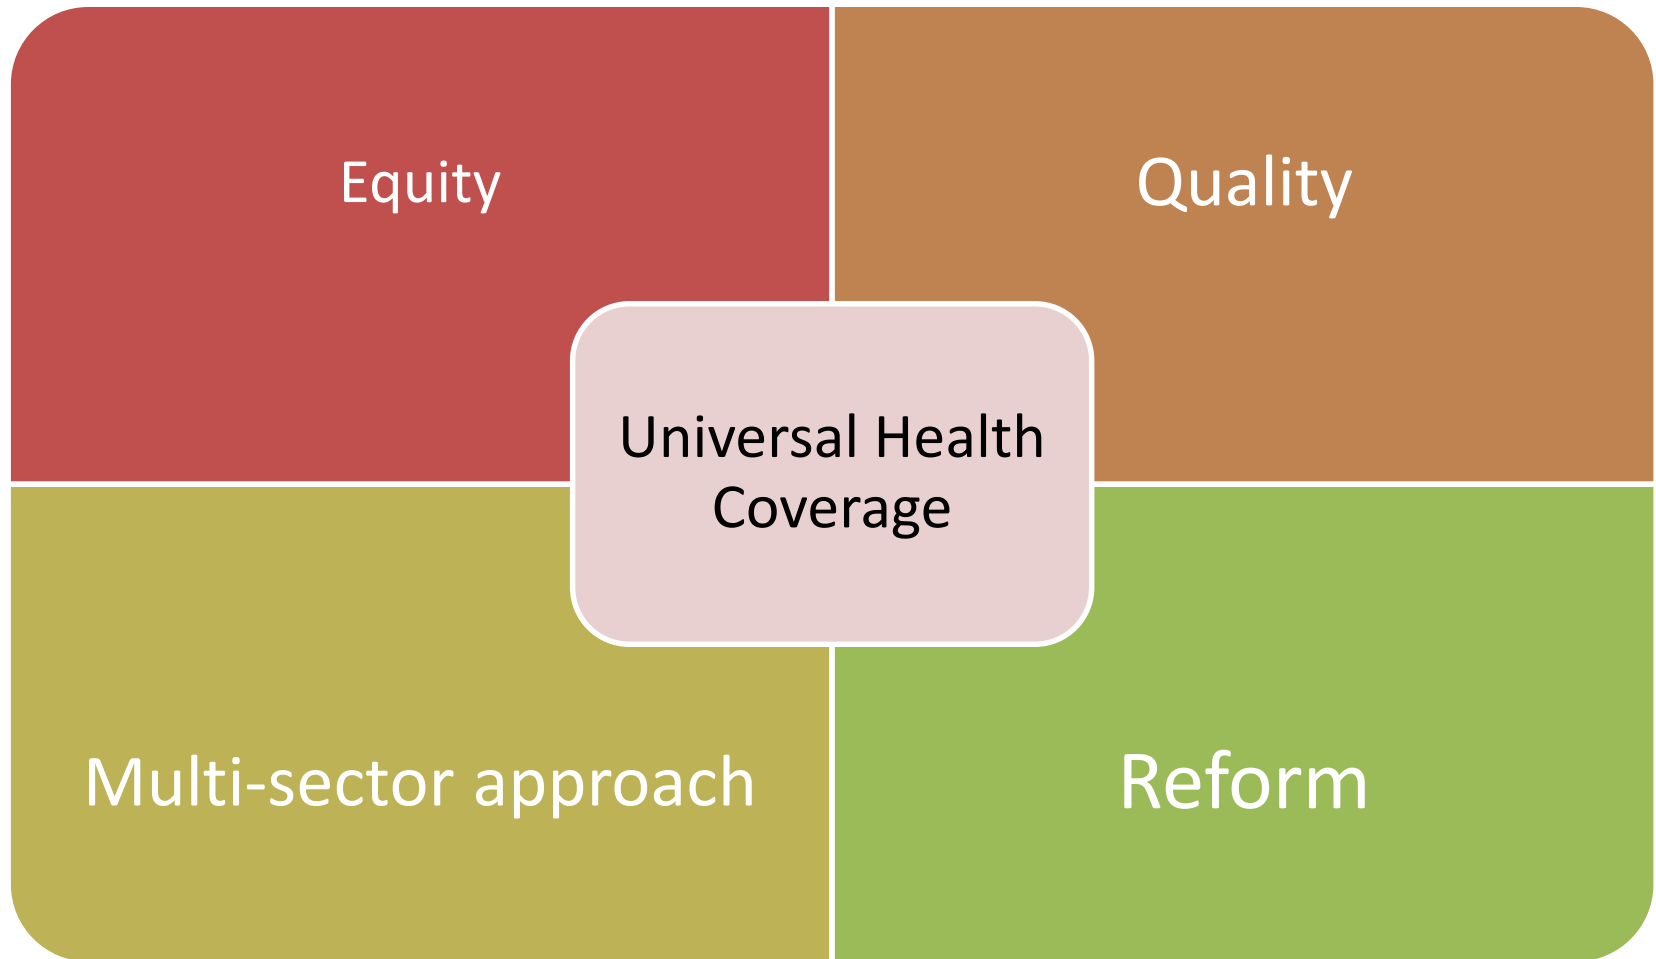 Equity
Quality
Universal Health
Coverage
Multi-sector approach
Reform